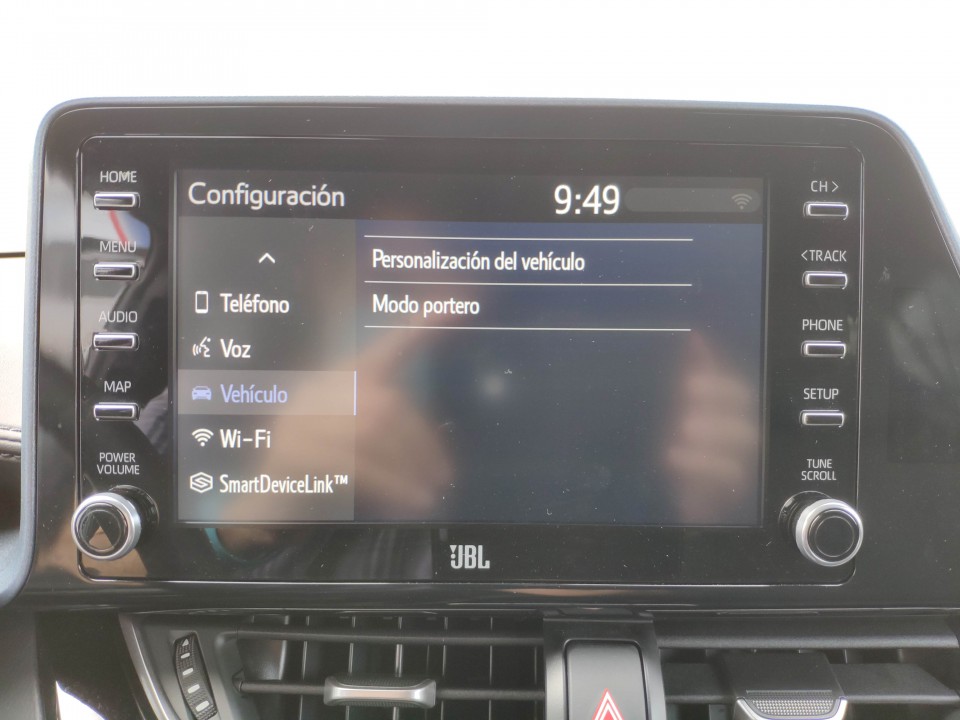 HOME
MENU
AUDIO
MAP
POWER
VOLUME
Configuración
9:49
Teléfono
Voz
Vehículo
Wi-Fi
SmartDeviceLink™
Personalización del vehículo
Modo portero
CH >
< TRACK
PHONE
SETUP
TUNE
SCROLL
JBL